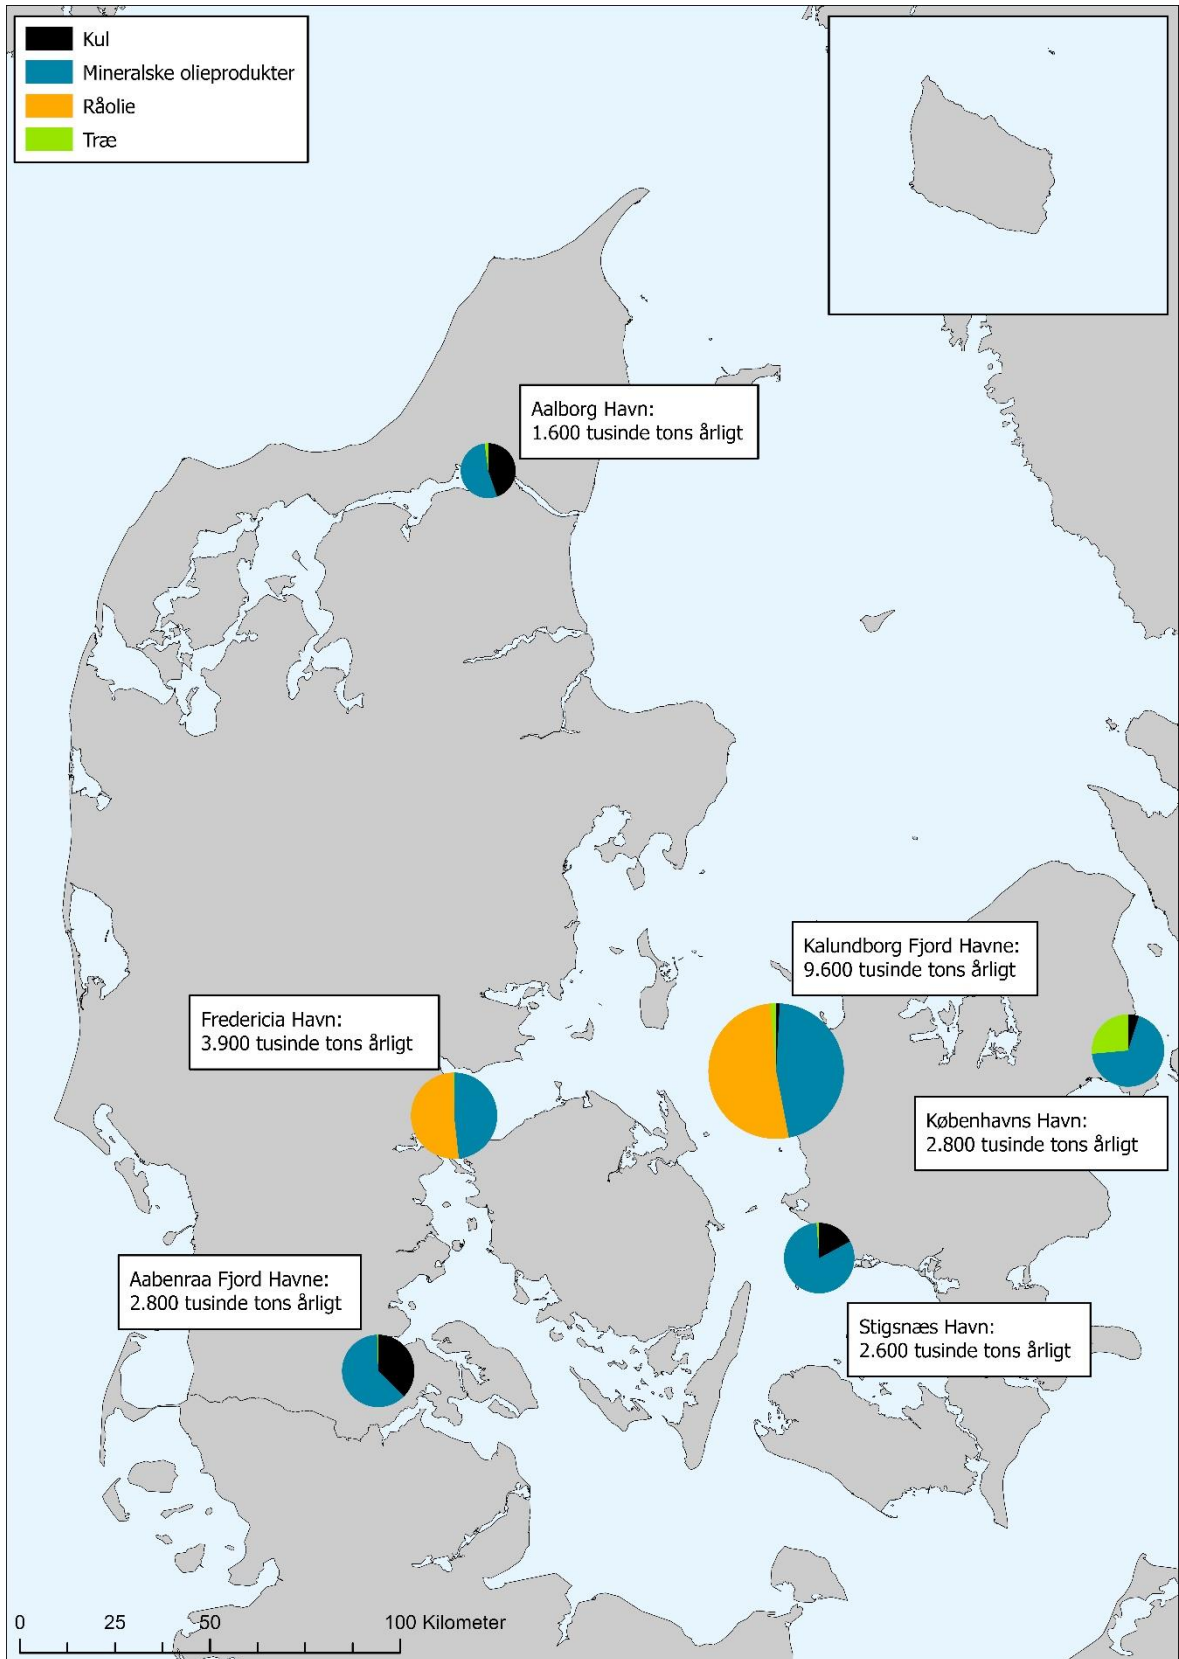 Kul
Mineralske olieprodukter
Råolie
Træ
Aalborg Havn:
1.600 tusinde tons årligt
Kalundborg Fjord Havne:
9.600 tusinde tons årligt
Fredericia Havn:
3.900 tusinde tons årligt
Københavns Havn:
2.800 tusinde tons årligt
Aabenraa Fjord Havne:
2.800 tusinde tons årligt
Stigsnæs Havn:
2.600 tusinde tons årligt
0 25 50 100 Kilometer